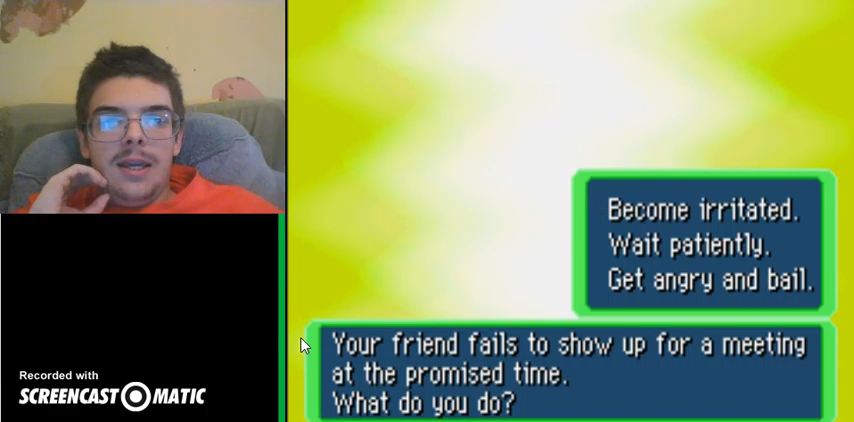 Become irritated.
Wait patiently.
Get angry and bail.
Your friend fails to show up for a meeting
at the promised time.
What do you do?
Recorded with
SCREENCAST MATIC